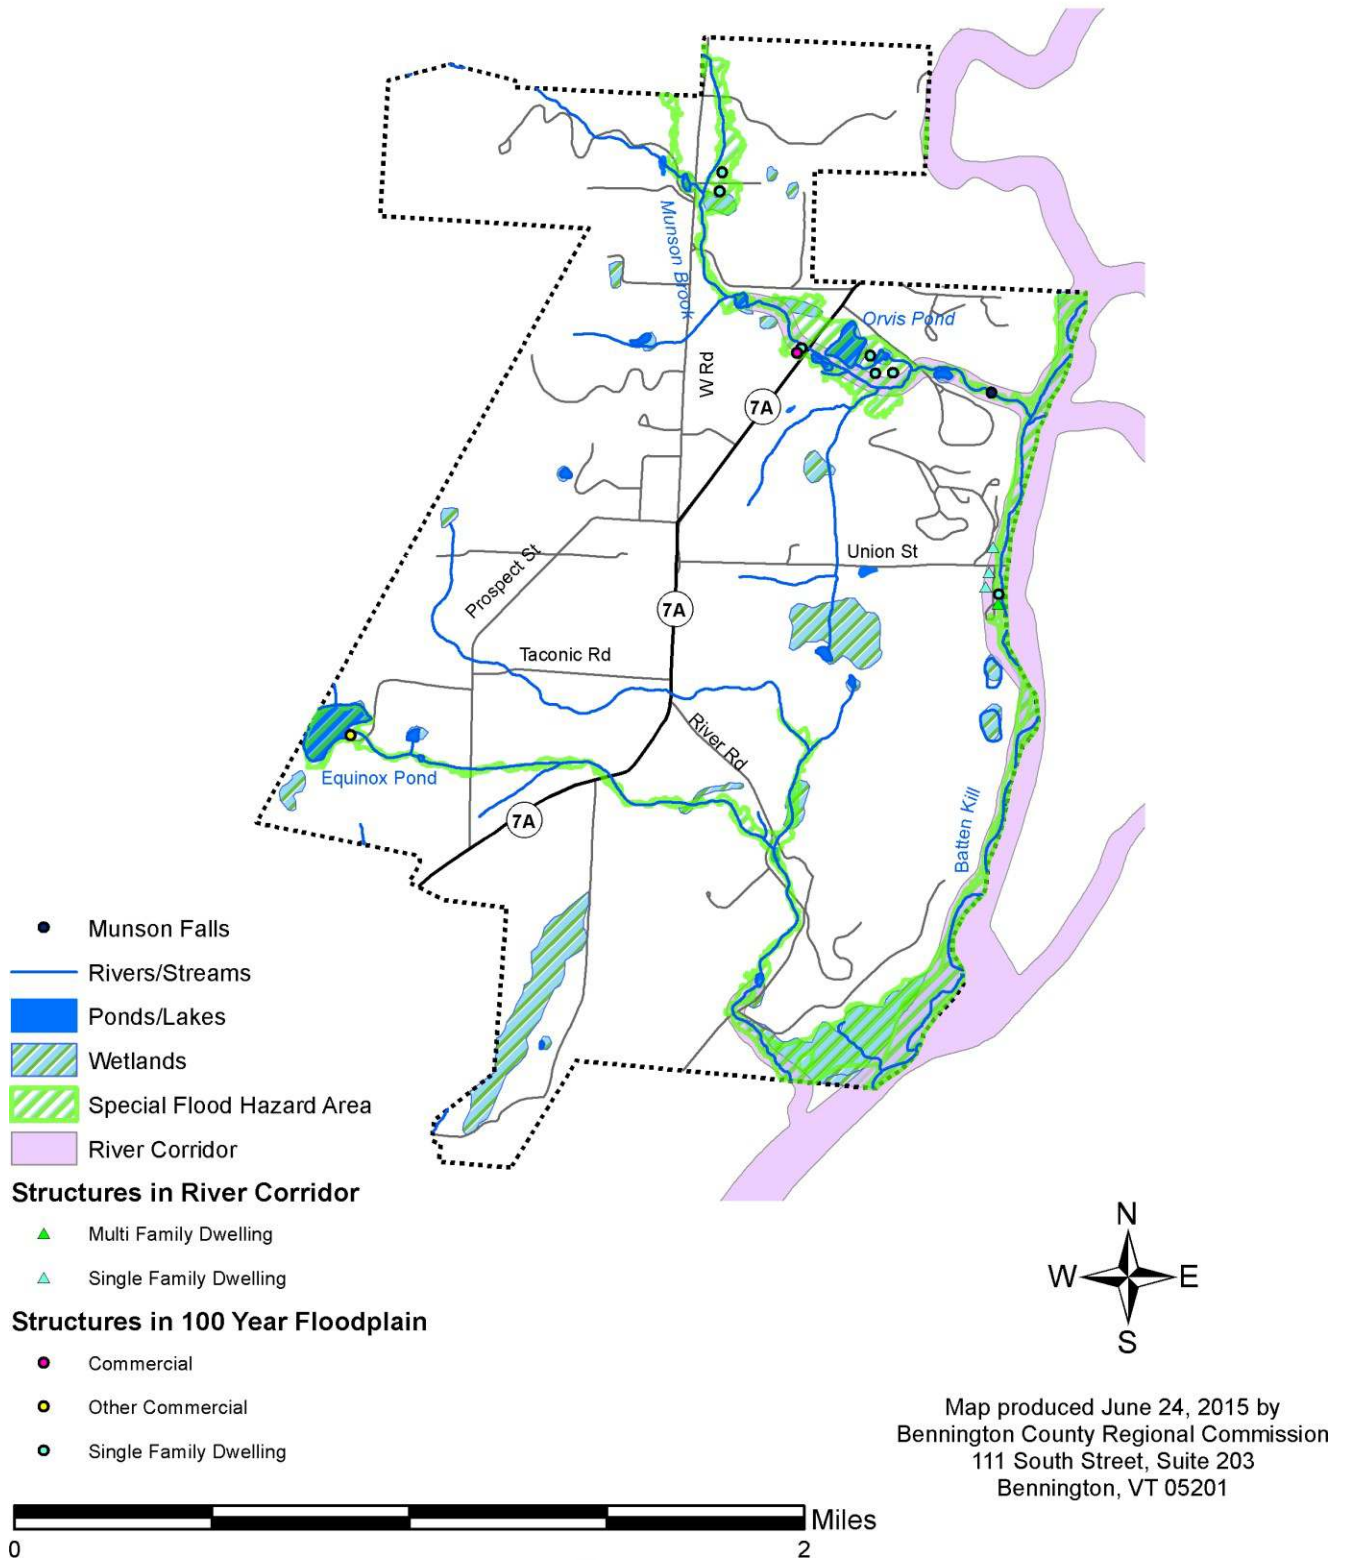 Munson Brook
Orvis Pond
W Rd
7A
Union St
Prospect St
7A
Taconic Rd
River Rd
Equinox Pond
7A
Batten Kill
Munson Falls
Rivers/Streams
Ponds/Lakes
Wetlands
Special Flood Hazard Area
River Corridor
Structures in River Corridor
Multi Family Dwelling
Single Family Dwelling
Structures in 100 Year Floodplain
Commercial
Other Commercial
Single Family Dwelling
N
W E
S
Map produced June 24, 2015 by
Bennington County Regional Commission
111 South Street, Suite 203
Bennington, VT 05201
Miles
0 2